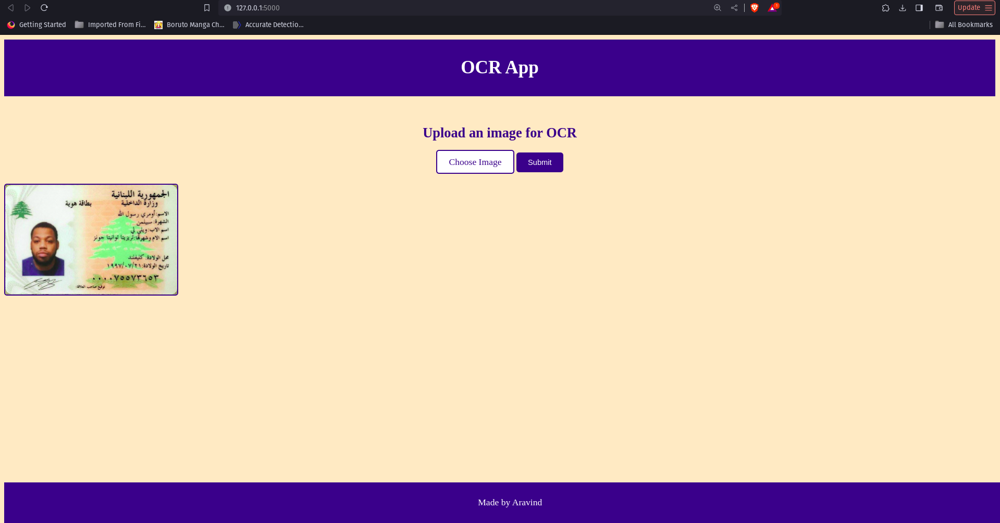 127.0.0.1:5000
1
Update
Getting Started
Imported From Fi...
Boruto Manga Ch...
Accurate Detectio...
All Bookmarks
OCR App
Upload an image for OCR
Choose Image
Submit
الجمهورية اللبنانية
وزارة الداخلية
بطاقة هوية
الاسم: أومري رسول الله
الشهرة: سبيلمن
اسم الاب: ويلي لي
اسم الام وشهرتها: تريزيتا توانيتا جونز
محل الولادة: كليفلند
تاريخ الولادة: ١٩٩٧/٠٧/٢١
٠٠٠٠٧٥٥٧٣٦٥٣
توقيع صاحب العلاقة:
Made by Aravind